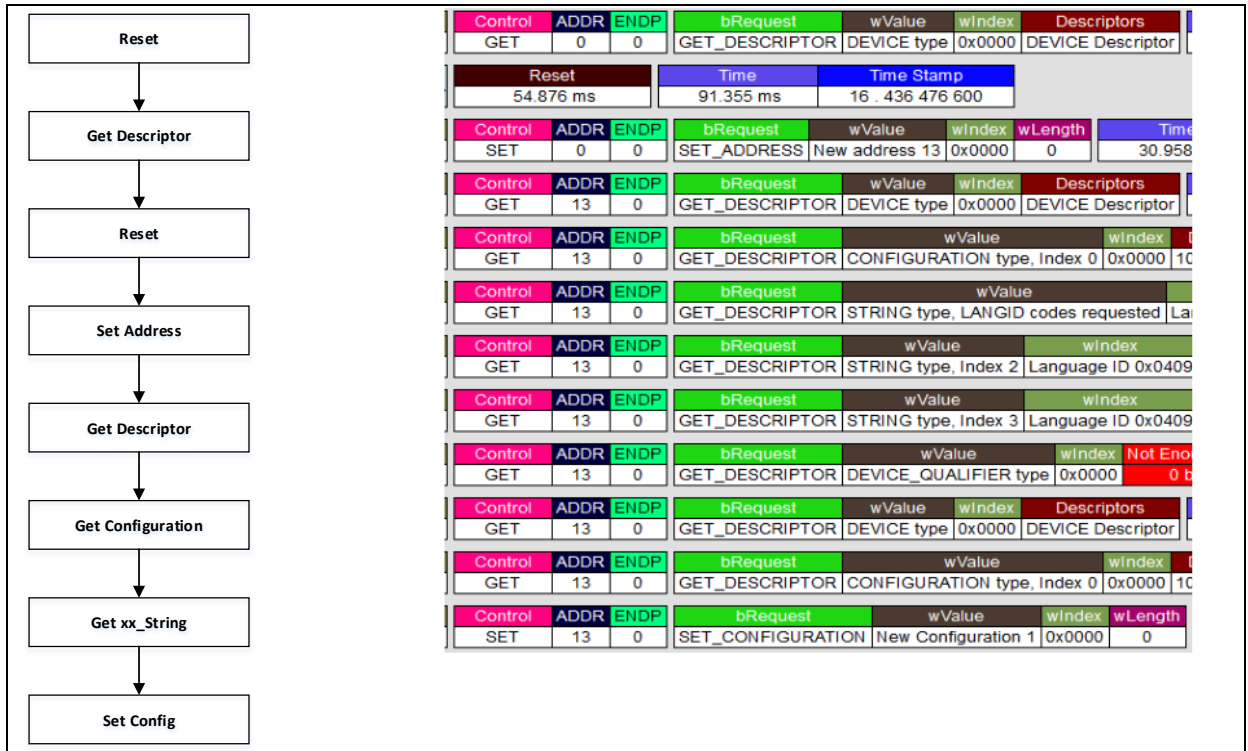 Reset
Get Descriptor
Reset
Set Address
Get Descriptor
Get Configuration
Get xx_String
Set Config
Control ADDR ENDP bRequest wValue wIndex Descriptors
GET 0 0 GET_DESCRIPTOR DEVICE type 0x0000 DEVICE Descriptor
Reset Time Time Stamp
54.876 ms 91.355 ms 16 . 436 476 600
Control ADDR ENDP bRequest wValue wIndex wLength Time
SET 0 0 SET_ADDRESS New address 13 0x0000 0 30.958
Control ADDR ENDP bRequest wValue wIndex Descriptors
GET 13 0 GET_DESCRIPTOR DEVICE type 0x0000 DEVICE Descriptor
Control ADDR ENDP bRequest wValue wIndex
GET 13 0 GET_DESCRIPTOR CONFIGURATION type, Index 0 0x0000 10
Control ADDR ENDP bRequest wValue
GET 13 0 GET_DESCRIPTOR STRING type, LANGID codes requested
Control ADDR ENDP bRequest wValue wIndex
GET 13 0 GET_DESCRIPTOR STRING type, Index 2 Language ID 0x0409
Control ADDR ENDP bRequest wValue wIndex
GET 13 0 GET_DESCRIPTOR STRING type, Index 3 Language ID 0x0409
Control ADDR ENDP bRequest wValue wIndex Not
GET 13 0 GET_DESCRIPTOR DEVICE_QUALIFIER type 0x0000 0
Control ADDR ENDP bRequest wValue wIndex Descriptors
GET 13 0 GET_DESCRIPTOR DEVICE type 0x0000 DEVICE Descriptor
Control ADDR ENDP bRequest wValue wIndex
GET 13 0 GET_DESCRIPTOR CONFIGURATION type, Index 0 0x0000 10
Control ADDR ENDP bRequest wValue wIndex wLength
SET 13 0 SET_CONFIGURATION New Configuration 1 0x0000 0